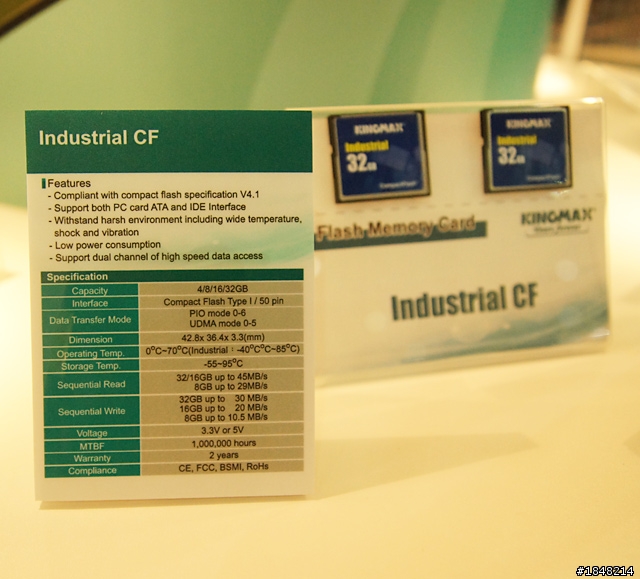 Industrial CF
Features
- Compliant with compact flash specification V4.1
- Support both PC card ATA and IDE Interface
- Withstand harsh environment including wide temperature,
shock and vibration
- Low power consumption
- Support dual channel of high speed data access
Specification
Capacity 4/8/16/32GB
Interface Compact Flash Type I / 50 pin
Data Transfer Mode PIO mode 0-6
UDMA mode 0-5
Dimension 42.8x 36.4x 3.3(mm)
Operating Temp. 0°C~70°C(Industrial : -40°C°C~85°C)
Storage Temp. -55~95°C
Sequential Read 32/16GB up to 45MB/s
8GB up to 29MB/s
Sequential Write 32GB up to 30 MB/s
16GB up to 20 MB/s
8GB up to 10.5 MB/s
Voltage 3.3V or 5V
MTBF 1,000,000 hours
Warranty 2 years
Compliance CE, FCC, BSMI, RoHs
KINGMAX
Industrial
32GB
CompactFlash
KINGMAX
Industrial
32GB
CompactFlash
Flash Memory Card
KINGMAX
Industrial CF
#1848214